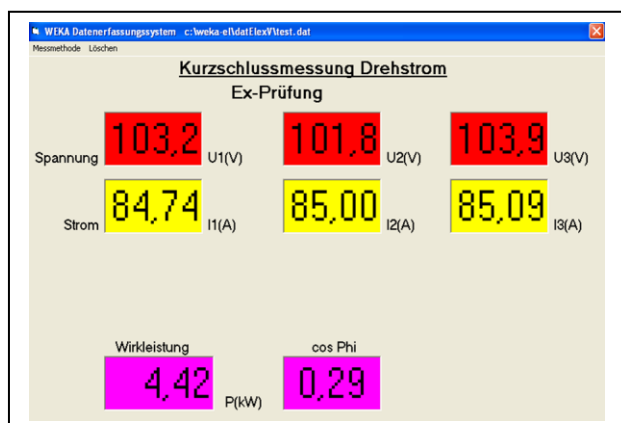 WEKA Datenerfassungssystem c:\weka-el\datElexV\test.dat
Messmethode Löschen
Kurzschlussmessung Drehstrom
Ex-Prüfung
Spannung 103,2 U1(V) 101,8 U2(V) 103,9 U3(V)
Strom 84,74 I1(A) 85,00 I2(A) 85,09 I3(A)
Wirkleistung cos Phi
4,42 P(kW) 0,29